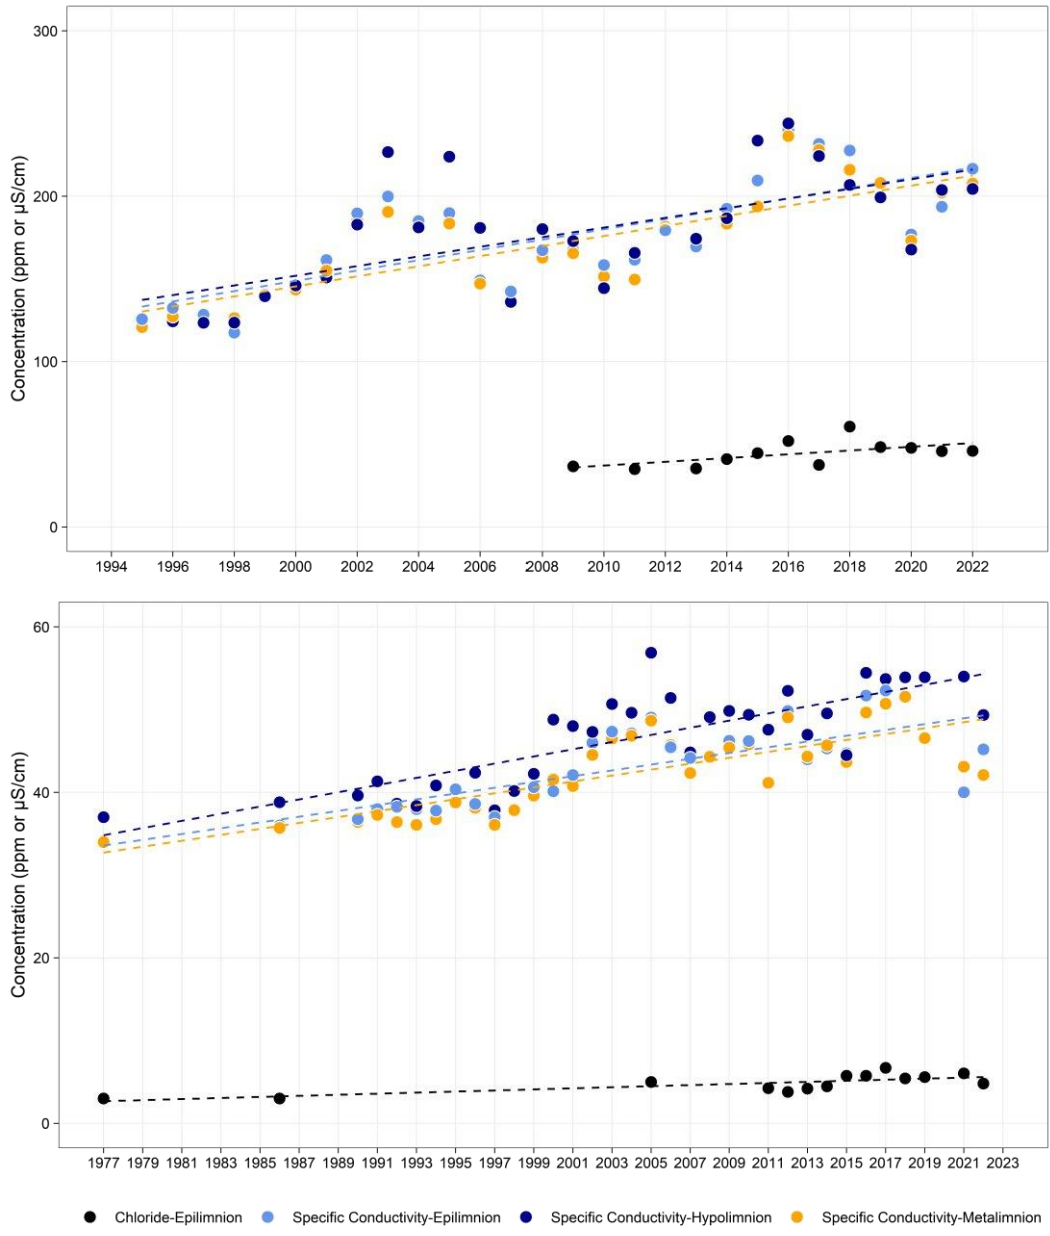 Concentration (ppm or µS/cm)
300
200
100
0
1994 1996 1998 2000 2002 2004 2006 2008 2010 2012 2014 2016 2018 2020 2022
Concentration (ppm or µS/cm)
60
40
20
0
1977 1979 1981 1983 1985 1987 1989 1991 1993 1995 1997 1999 2001 2003 2005 2007 2009 2011 2013 2015 2017 2019 2021 2023
Chloride-Epilimnion Specific Conductivity-Epilimnion Specific Conductivity-Hypolimnion Specific Conductivity-Metalimnion